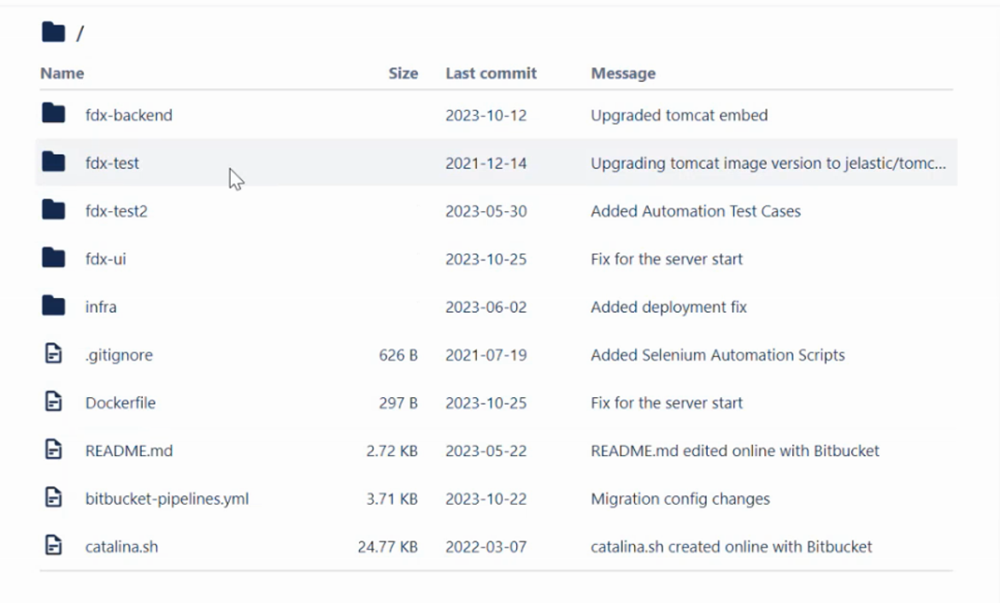 /
Name Size Last commit Message
fdx-backend 2023-10-12 Upgraded tomcat embed
fdx-test 2021-12-14 Upgrading tomcat image version to jelastic/tomc...
fdx-test2 2023-05-30 Added Automation Test Cases
fdx-ui 2023-10-25 Fix for the server start
infra 2023-06-02 Added deployment fix
.gitignore 626 B 2021-07-19 Added Selenium Automation Scripts
Dockerfile 297 B 2023-10-25 Fix for the server start
README.md 2.72 KB 2023-05-22 README.md edited online with Bitbucket
bitbucket-pipelines.yml 3.71 KB 2023-10-22 Migration config changes
catalina.sh 24.77 KB 2022-03-07 catalina.sh created online with Bitbucket